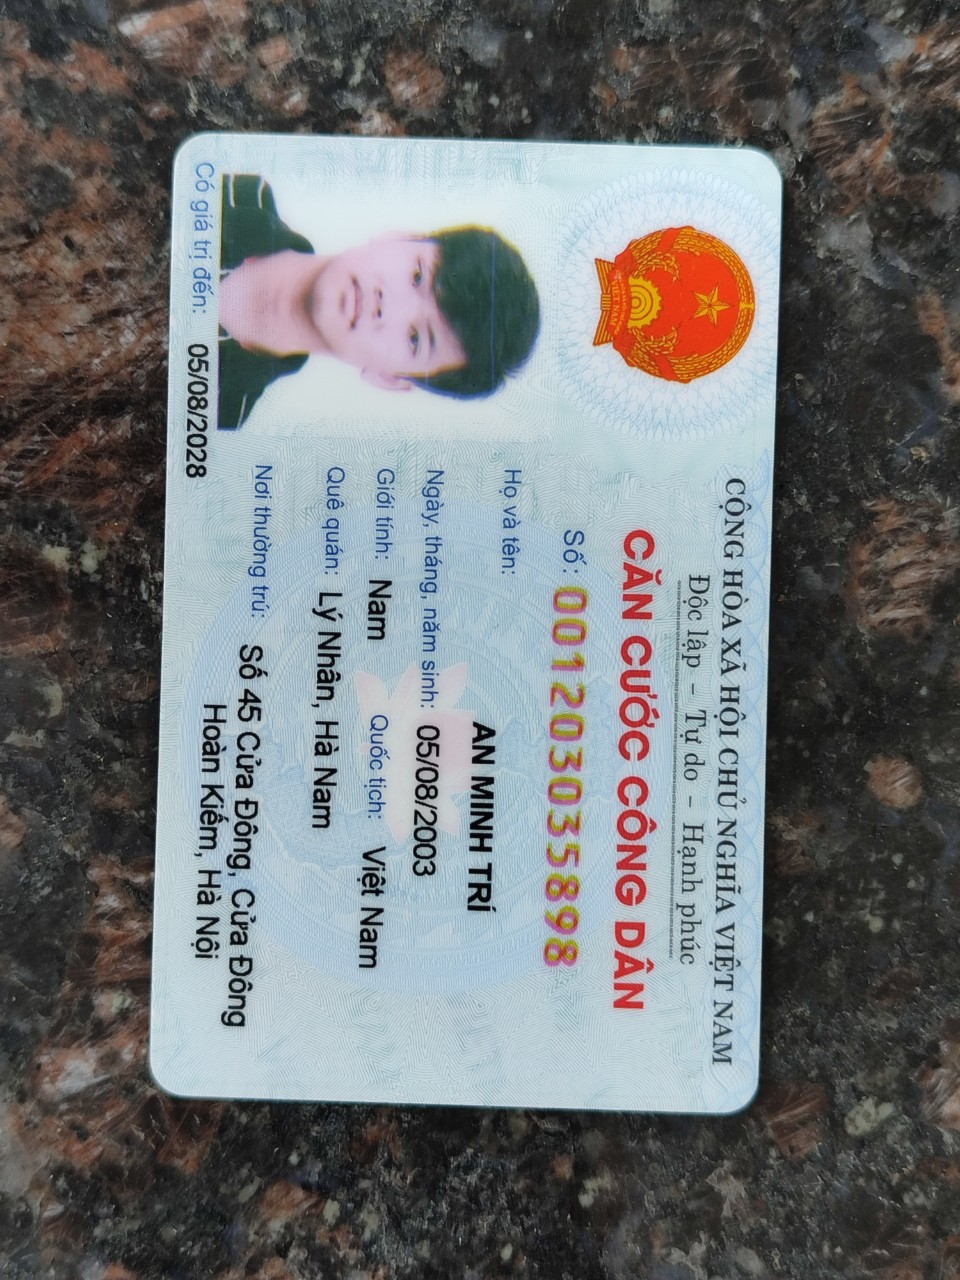 CỘNG HÒA XÃ HỘI CHỦ NGHĨA VIỆT NAM
Độc lập – Tự do – Hạnh phúc
CĂN CƯỚC CÔNG DÂN
Số: 001203035898
Họ và tên:
AN MINH TRÍ
Ngày, tháng, năm sinh: 05/08/2003
Giới tính: Nam Quốc tịch: Việt Nam
Quê quán: Lý Nhân, Hà Nam
Nơi thường trú: Số 45 Cửa Đông, Cửa Đông
Hoàn Kiếm, Hà Nội
Có giá trị đến: 05/08/2028